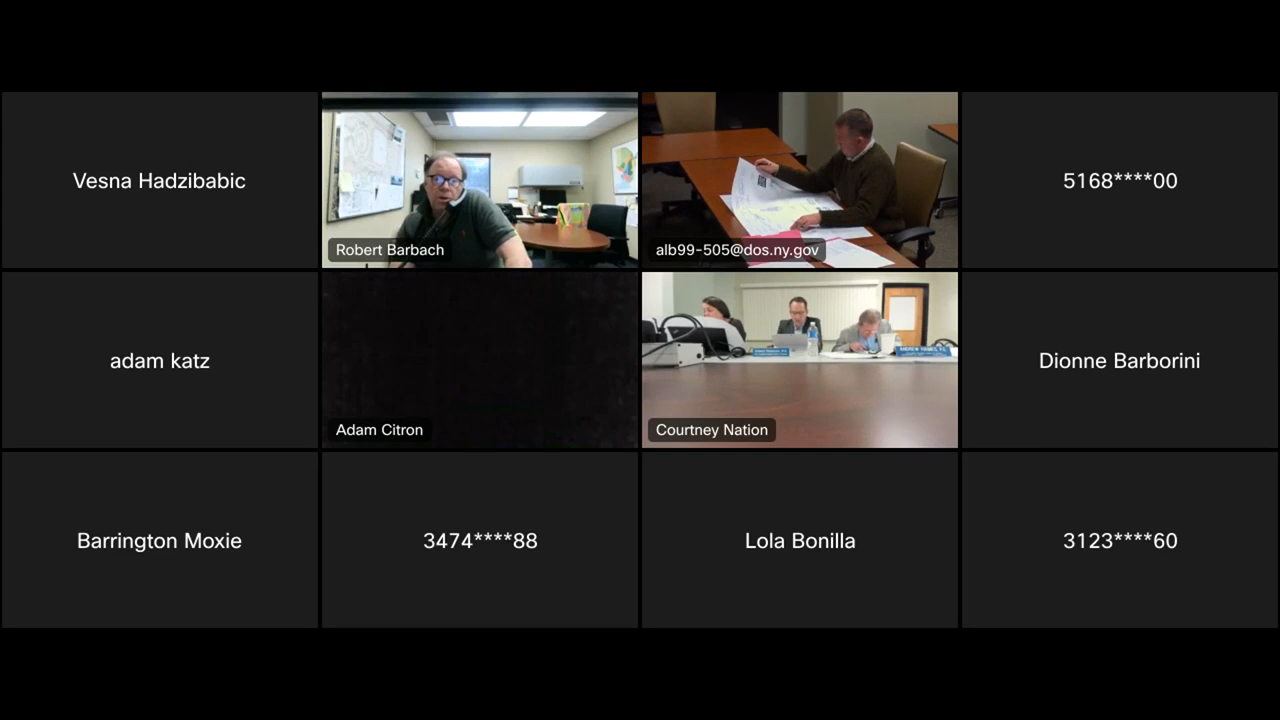 Vesna Hadzibabic
Robert Barbach
alb99-505@dos.ny.gov
5168****00
adam katz
Adam Citron
Courtney Nation
Dionne Barborini
Barrington Moxie
3474****88
Lola Bonilla
3123****60